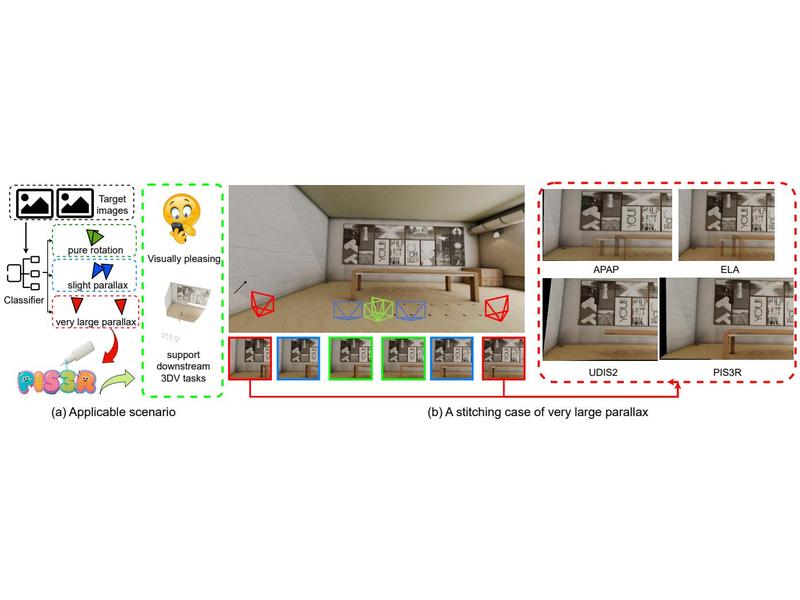 Target
images
Classifier
pure rotation
slight parallax
very large parallax
PIS3R
Visually pleasing
support
downstream
3DV tasks
(a) Applicable scenario
APAP
ELA
UDIS2
PIS3R
(b) A stitching case of very large parallax